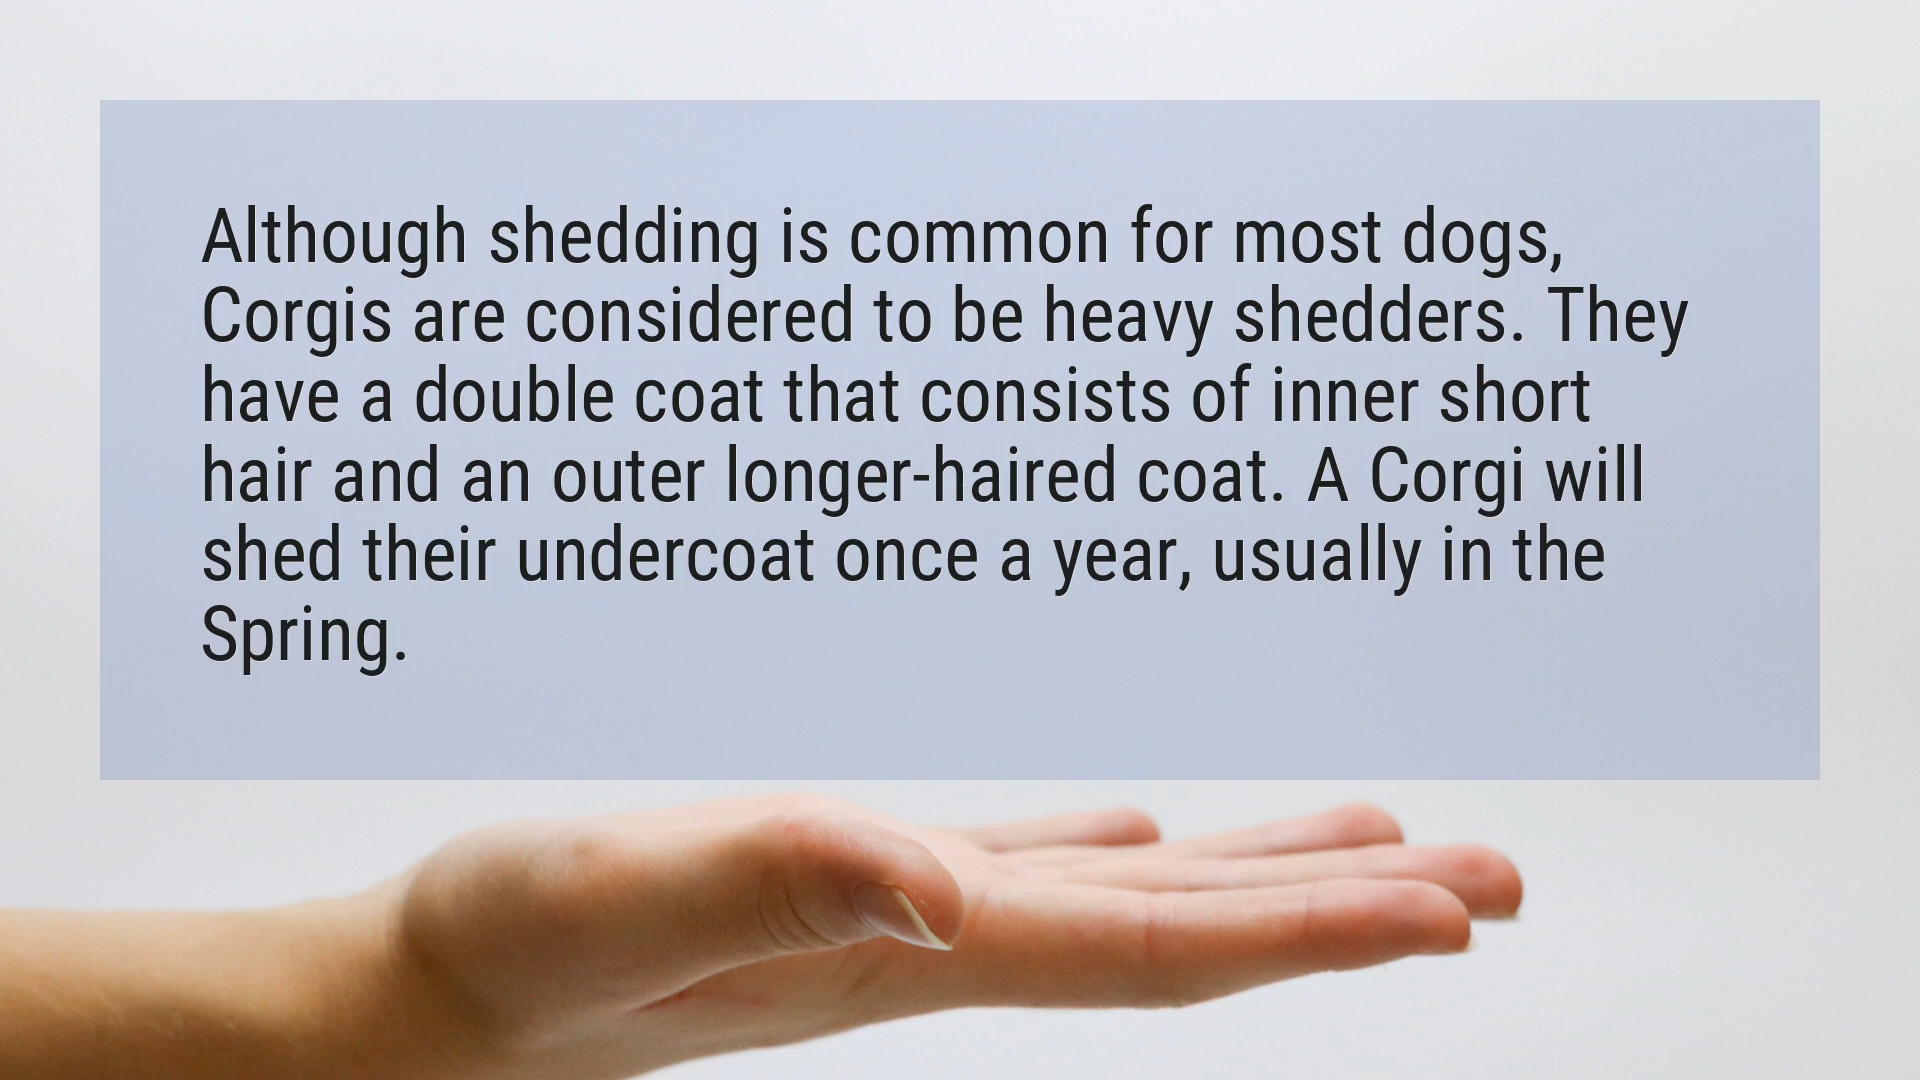 Although shedding is common for most dogs,
Corgis are considered to be heavy shedders. They
have a double coat that consists of inner short
hair and an outer longer-haired coat. A Corgi will
shed their undercoat once a year, usually in the
Spring.